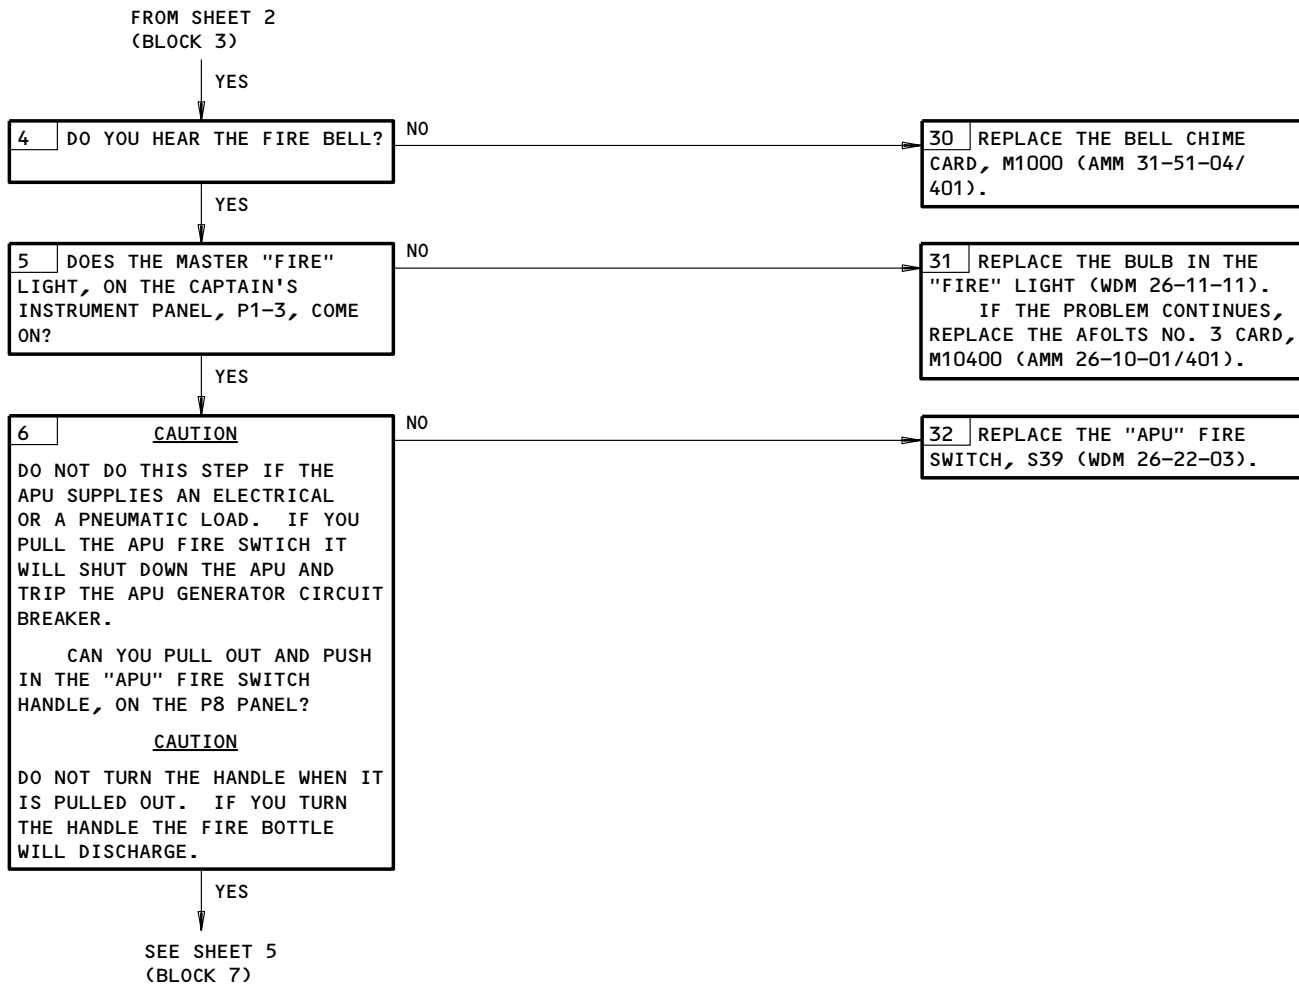 FROM SHEET 2
(BLOCK 3)
YES
4 DO YOU HEAR THE FIRE BELL?
NO
30 REPLACE THE BELL CHIME
CARD, M1000 (AMM 31-51-04/
401).
YES
5 DOES THE MASTER "FIRE"
LIGHT, ON THE CAPTAIN'S
INSTRUMENT PANEL, P1-3, COME
ON?
NO
31 REPLACE THE BULB IN THE
"FIRE" LIGHT (WDM 26-11-11).
IF THE PROBLEM CONTINUES,
REPLACE THE AFOLTS NO. 3 CARD,
M10400 (AMM 26-10-01/401).
YES
6 CAUTION
DO NOT DO THIS STEP IF THE
APU SUPPLIES AN ELECTRICAL
OR A PNEUMATIC LOAD. IF YOU
PULL THE APU FIRE SWTICH IT
WILL SHUT DOWN THE APU AND
TRIP THE APU GENERATOR CIRCUIT
BREAKER.
CAN YOU PULL OUT AND PUSH
IN THE "APU" FIRE SWITCH
HANDLE, ON THE P8 PANEL?
CAUTION
DO NOT TURN THE HANDLE WHEN IT
IS PULLED OUT. IF YOU TURN
THE HANDLE THE FIRE BOTTLE
WILL DISCHARGE.
NO
32 REPLACE THE "APU" FIRE
SWITCH, S39 (WDM 26-22-03).
YES
SEE SHEET 5
(BLOCK 7)